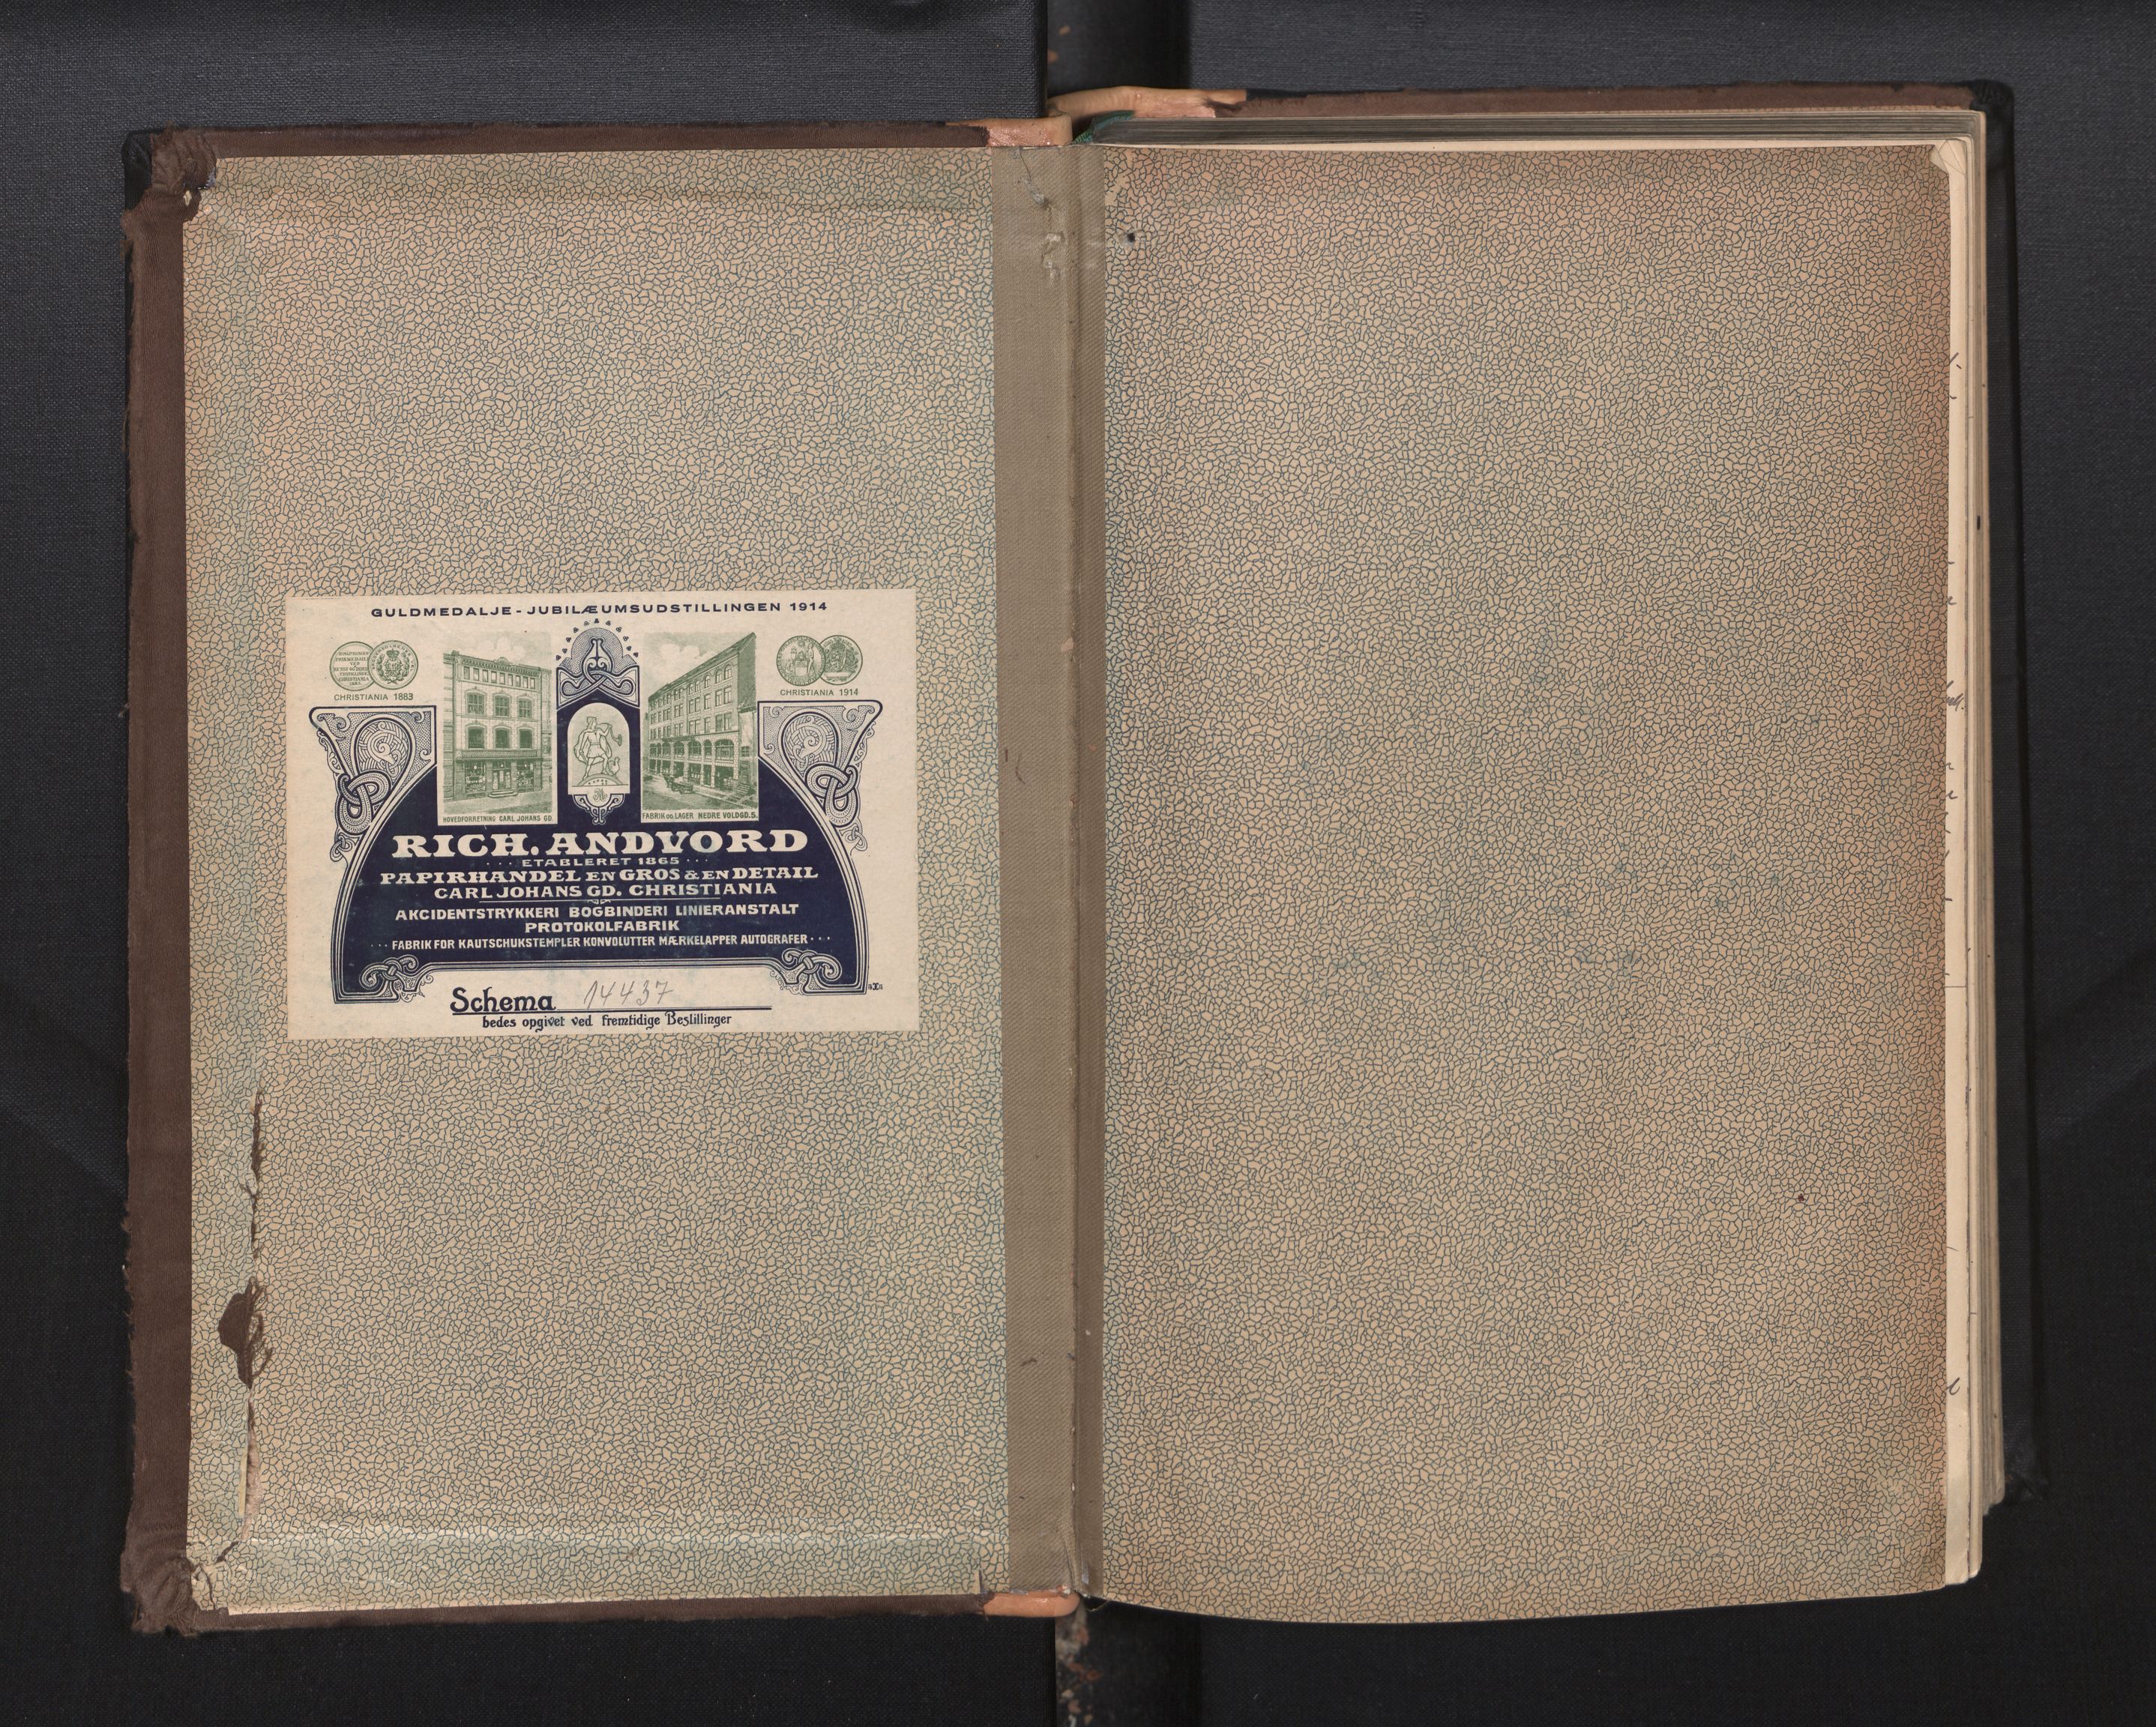 GULDMEDALJE - JUBILÆUMSUDSTILLINGEN 1914
CHRISTIANIA 1883
CHRISTIANIA 1914
HOVEDFORRETNING CARL JOHANS GD.
FABRIK OG LAGER NEDRE VOLDGD. 5.
RICH. ANDVORD
··· ETABLERET 1865 ···
PAPIRHANDEL EN GROS & EN DETAIL
CARL JOHANS GD. CHRISTIANIA
AKCIDENTSTRYKKERI BOGBINDERI LINIERANSTALT
PROTOKOLFABRIK
··· FABRIK FOR KAUTSCHUKSTEMPLER KONVOLUTTER MÆRKELAPPER AUTOGRAFER ···
Schema 14437
bedes opgivet ved fremtidige Bestillinger